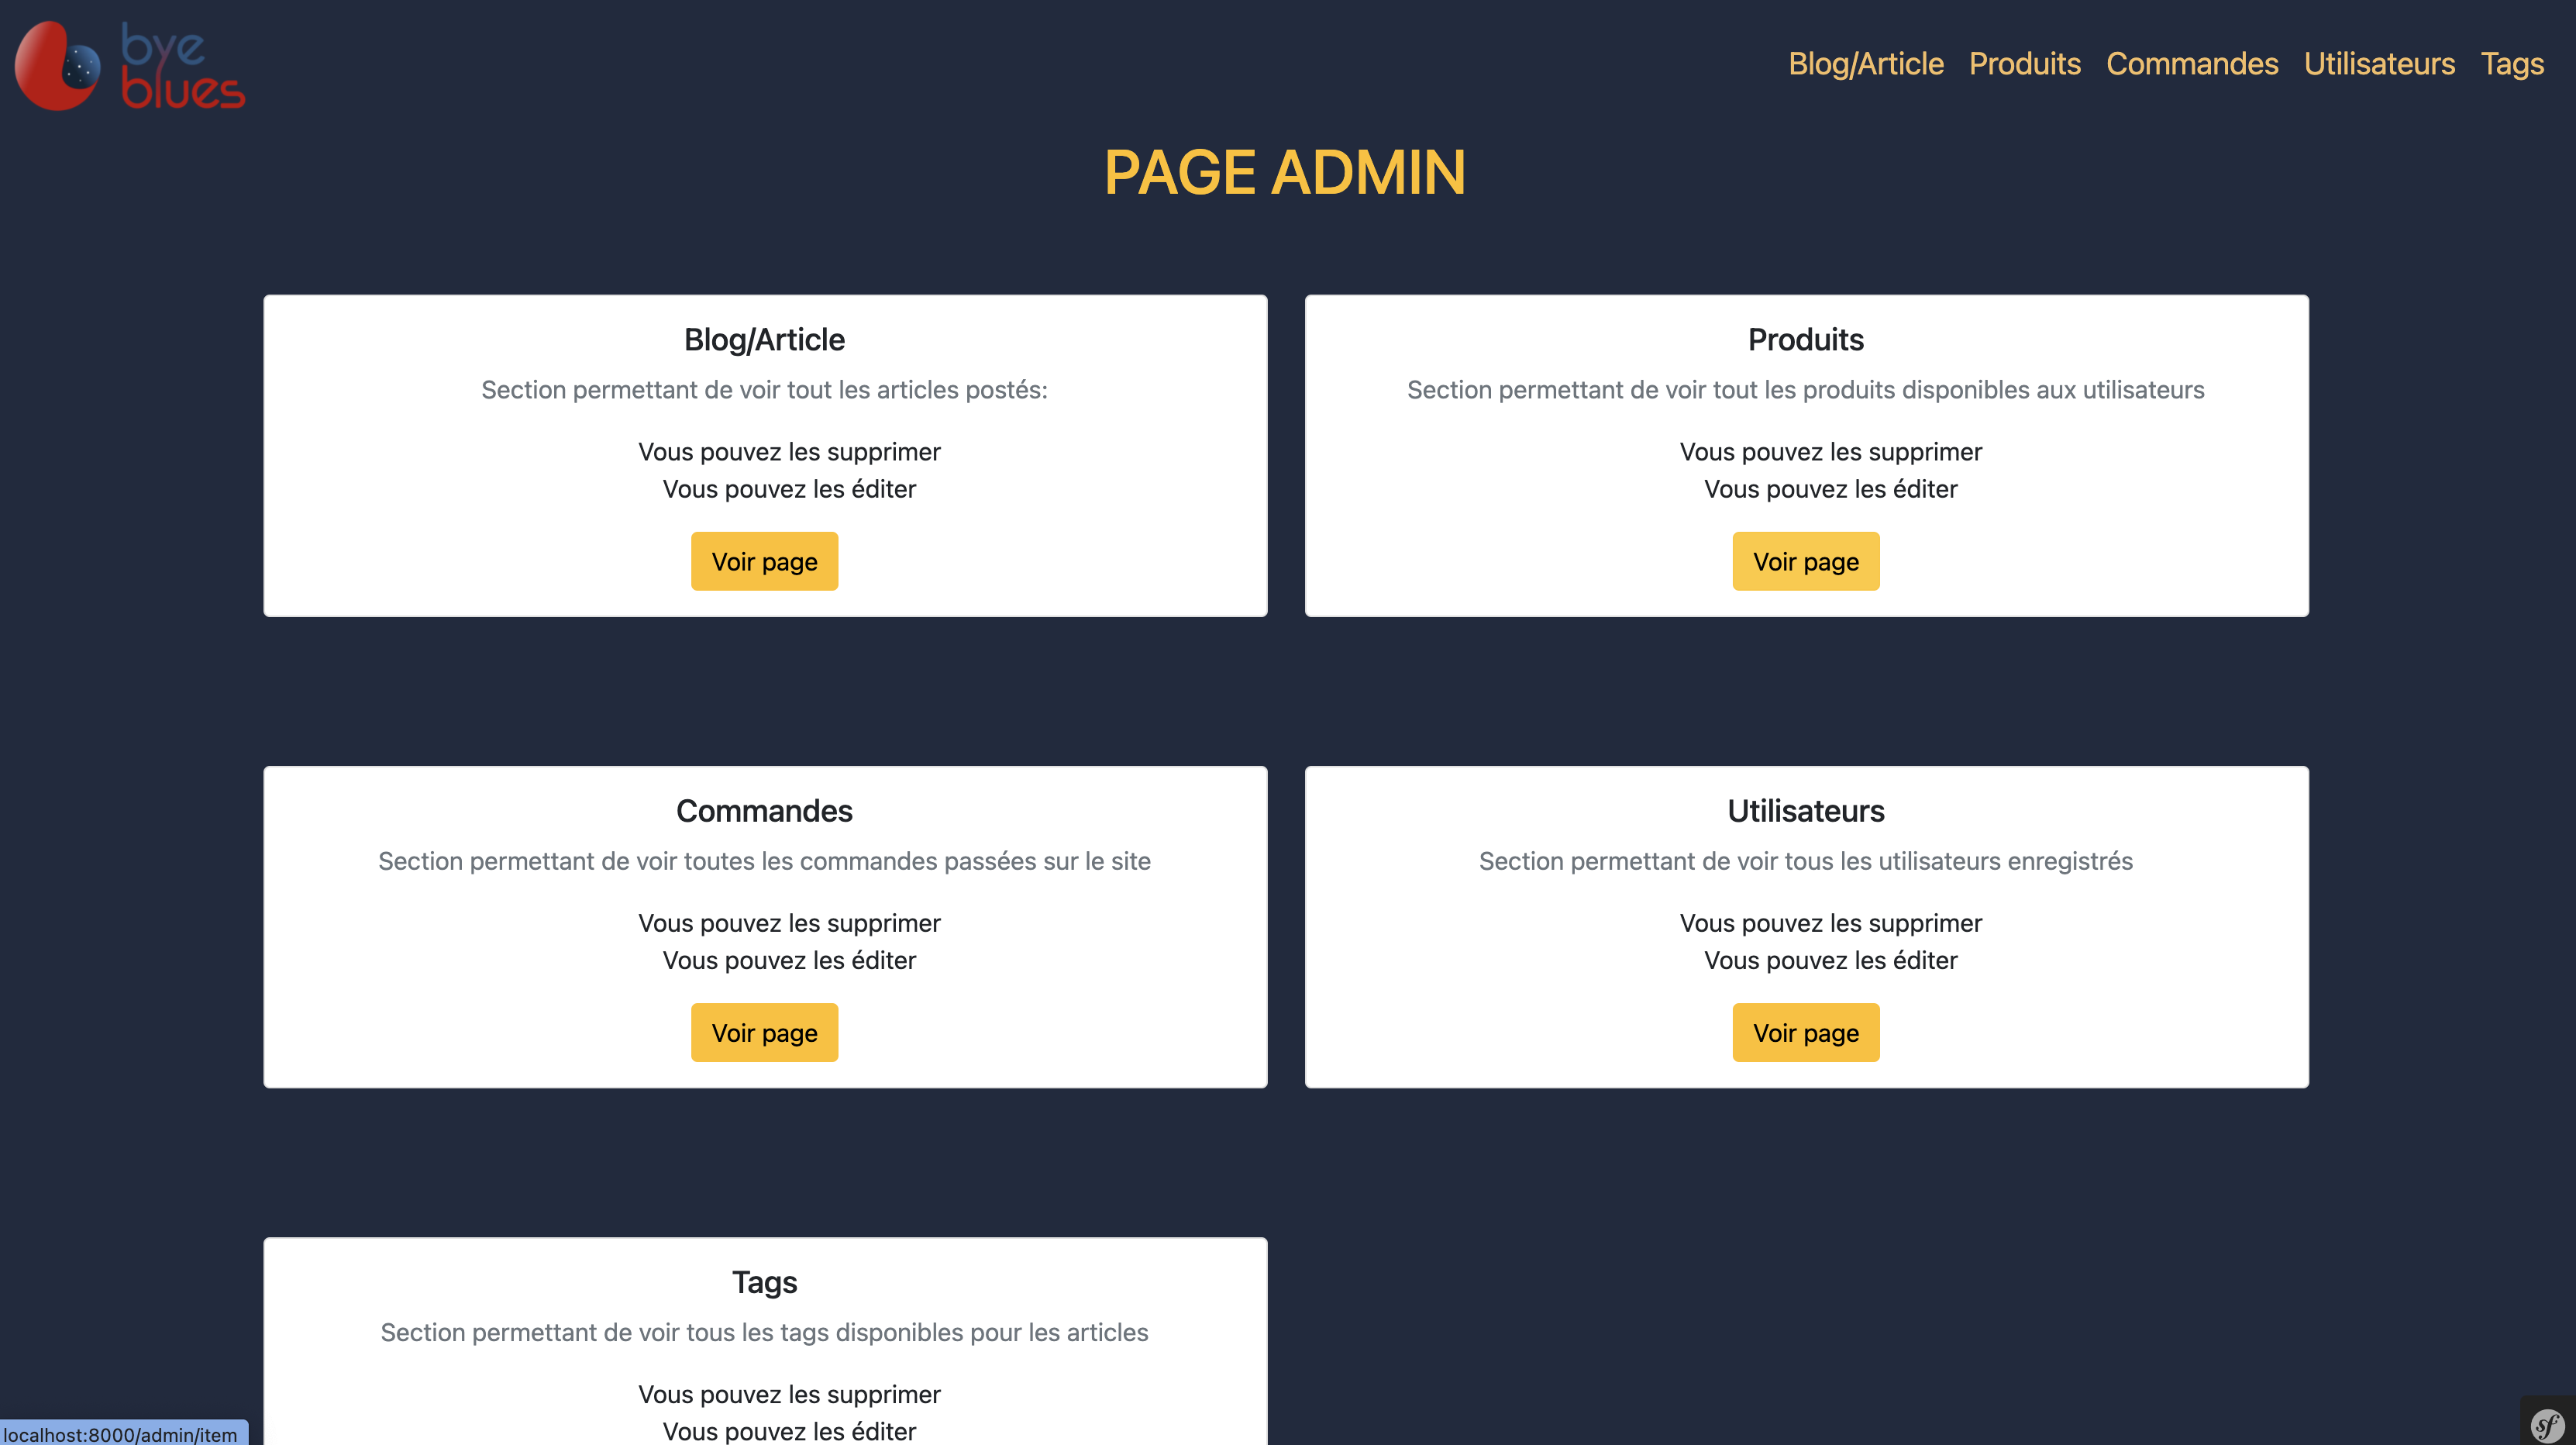 bye
blues
Blog/Article Produits Commandes Utilisateurs Tags
PAGE ADMIN
Blog/Article
Section permettant de voir tout les articles postés:
Vous pouvez les supprimer
Vous pouvez les éditer
Voir page
Produits
Section permettant de voir tout les produits disponibles aux utilisateurs
Vous pouvez les supprimer
Vous pouvez les éditer
Voir page
Commandes
Section permettant de voir toutes les commandes passées sur le site
Vous pouvez les supprimer
Vous pouvez les éditer
Voir page
Utilisateurs
Section permettant de voir tous les utilisateurs enregistrés
Vous pouvez les supprimer
Vous pouvez les éditer
Voir page
Tags
Section permettant de voir tous les tags disponibles pour les articles
Vous pouvez les supprimer
Vous pouvez les éditer
localhost:8000/admin/item
sf